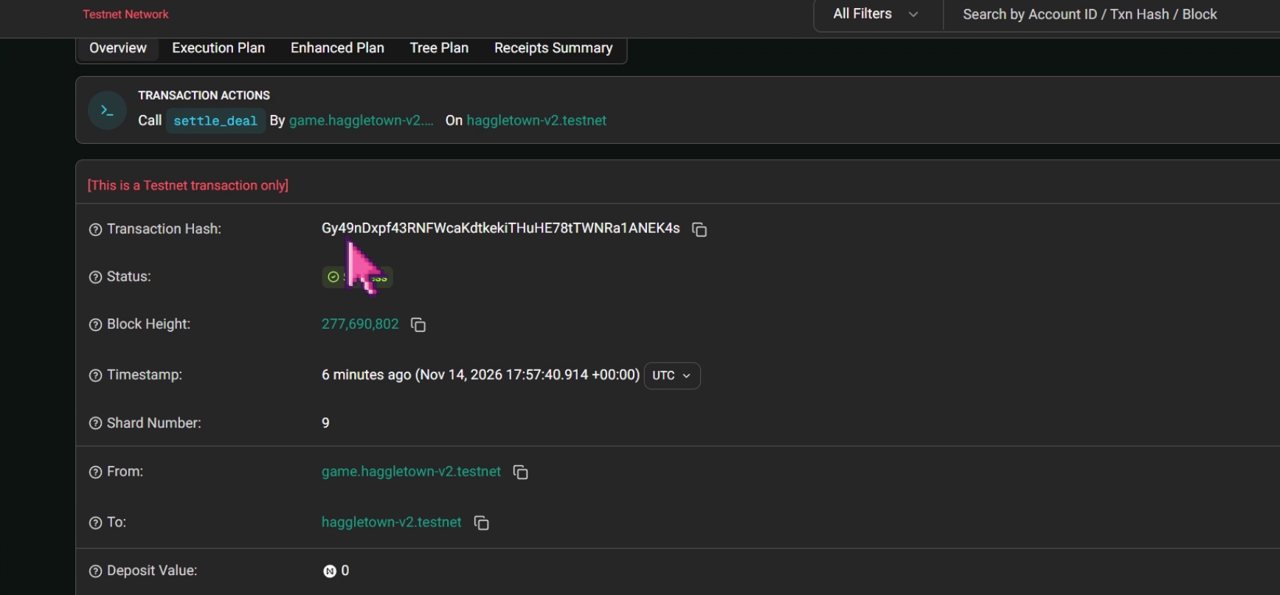 Testnet Network
All Filters
Search by Account ID / Txn Hash / Block
Overview Execution Plan Enhanced Plan Tree Plan Receipts Summary
TRANSACTION ACTIONS
Call settle_deal By game.haggletown-v2.... On haggletown-v2.testnet
[This is a Testnet transaction only]
Transaction Hash: Gy49nDxpf43RNFWcaKdtkekiTHuHE78tTWNRa1ANEK4s
Status:
Block Height: 277,690,802
Timestamp: 6 minutes ago (Nov 14, 2026 17:57:40.914 +00:00) UTC
Shard Number: 9
From: game.haggletown-v2.testnet
To: haggletown-v2.testnet
Deposit Value: 0